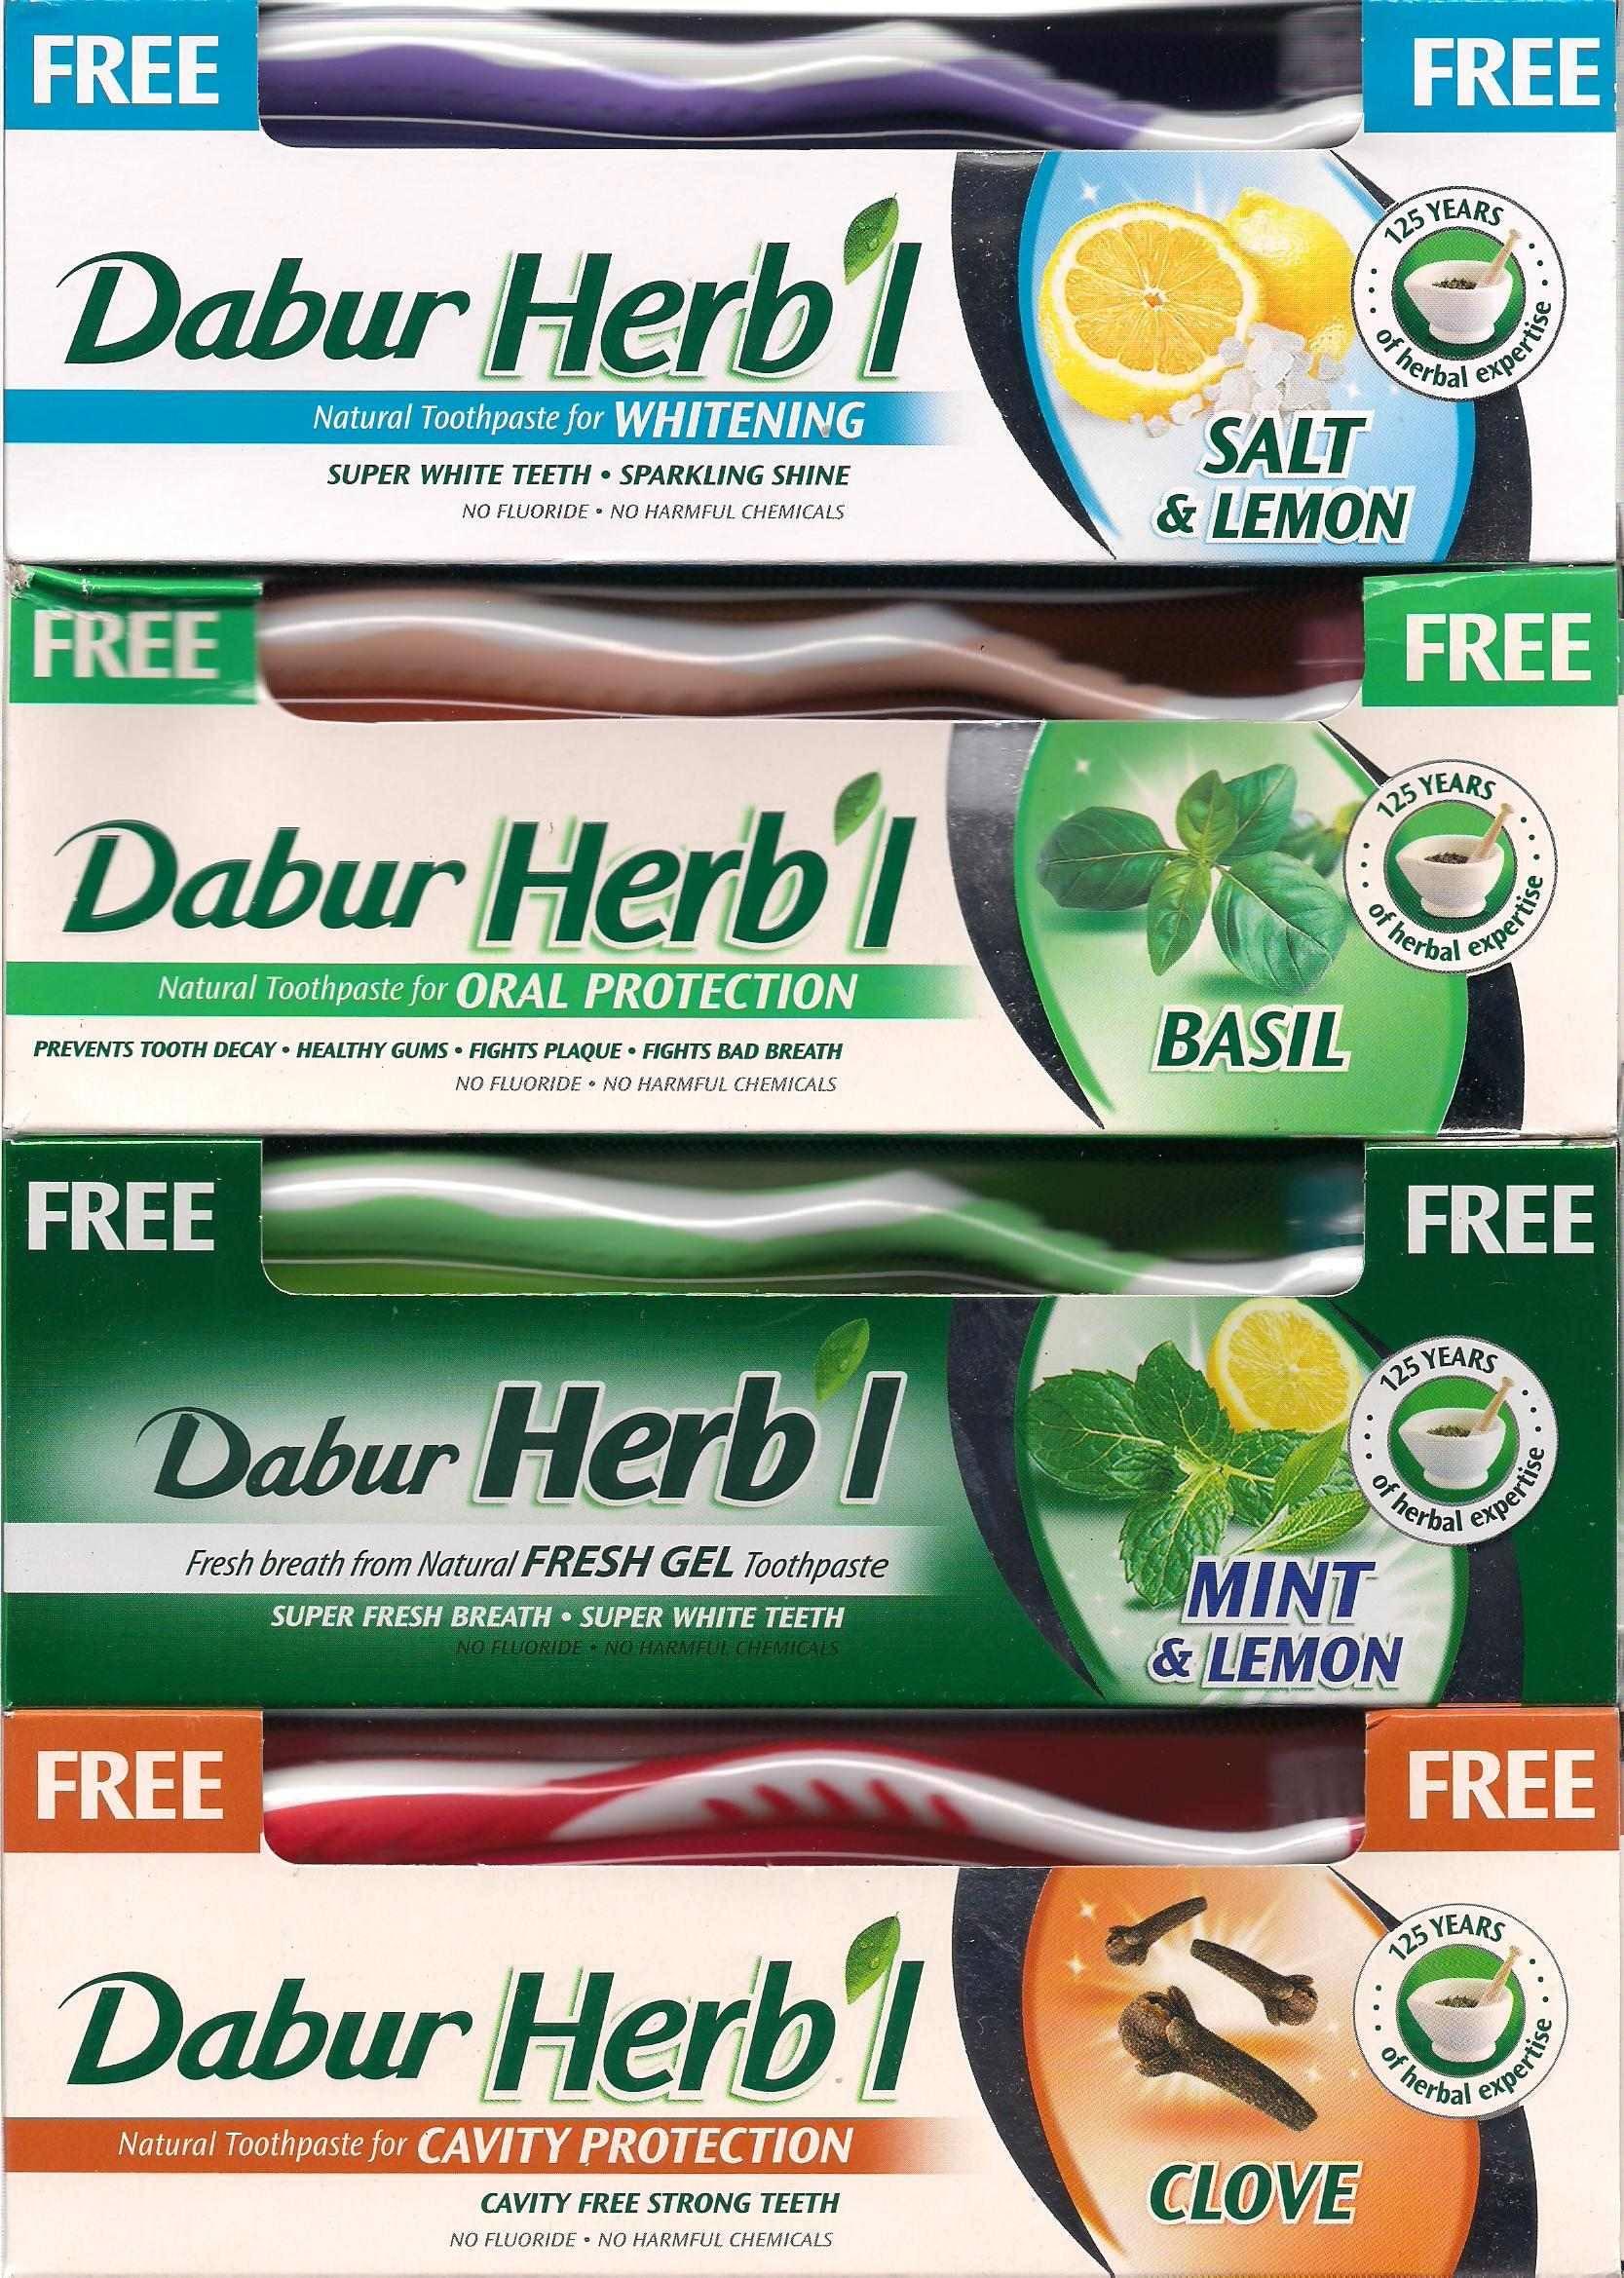 FREE FREE
Dabur Herb'l
125 YEARS
of herbal expertise
Natural Toothpaste for WHITENING
SUPER WHITE TEETH • SPARKLING SHINE
NO FLUORIDE • NO HARMFUL CHEMICALS
SALT
& LEMON
FREE FREE
Dabur Herb'l
125 YEARS
of herbal expertise
Natural Toothpaste for ORAL PROTECTION
PREVENTS TOOTH DECAY • HEALTHY GUMS • FIGHTS PLAQUE • FIGHTS BAD BREATH
NO FLUORIDE • NO HARMFUL CHEMICALS
BASIL
FREE FREE
Dabur Herb'l
125 YEARS
of herbal expertise
Fresh breath from Natural FRESH GEL Toothpaste
SUPER FRESH BREATH • SUPER WHITE TEETH
NO FLUORIDE • NO HARMFUL CHEMICALS
MINT
& LEMON
FREE FREE
Dabur Herb'l
125 YEARS
of herbal expertise
Natural Toothpaste for CAVITY PROTECTION
CAVITY FREE STRONG TEETH
NO FLUORIDE • NO HARMFUL CHEMICALS
CLOVE